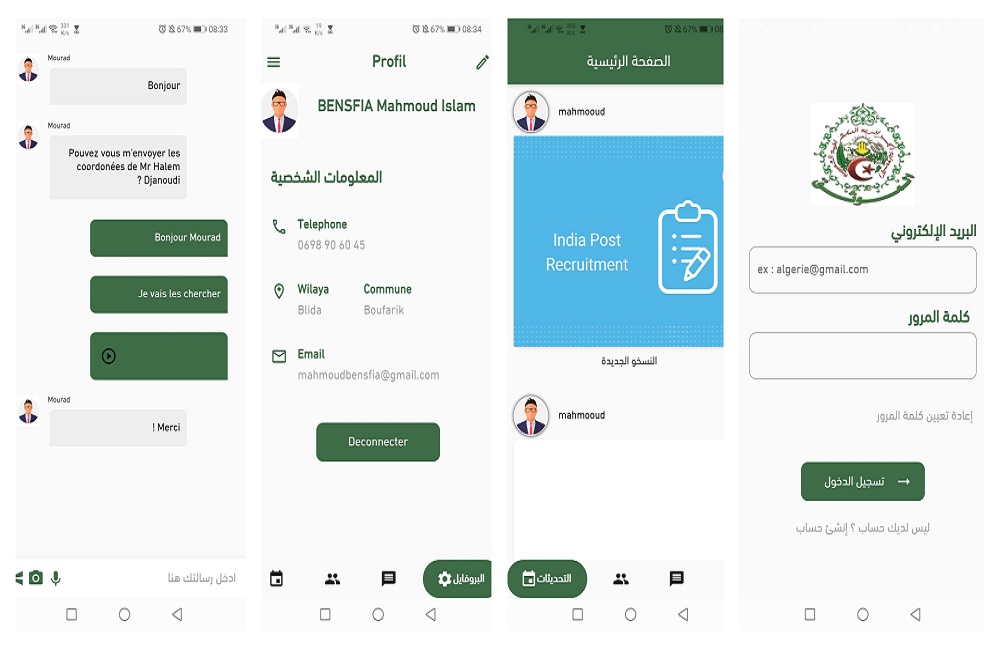 331
K/s
67%
08:33
Mourad
Bonjour
Mourad
Pouvez vous m'envoyer les
coordonées de Mr Halem
? Djanoudi
Bonjour Mourad
Je vais les chercher
Mourad
! Merci
ادخل رسالتك هنا
19
K/s
67%
08:34
Profil
BENSFIA Mahmoud Islam
المعلومات الشخصية
Telephone
0698 90 60 45
Wilaya
Commune
Blida
Boufarik
Email
mahmoudbensfia@gmail.com
Deconnecter
البروفايل
K/s
67%
08
الصفحة الرئيسية
mahmooud
India Post
Recruitment
النسخو الجديدة
mahmooud
التحديثات
البريد الإلكتروني
ex : algerie@gmail.com
كلمة المرور
إعادة تعيين كلمة المرور
تسجيل الدخول
ليس لديك حساب ؟ إنشئ حساب